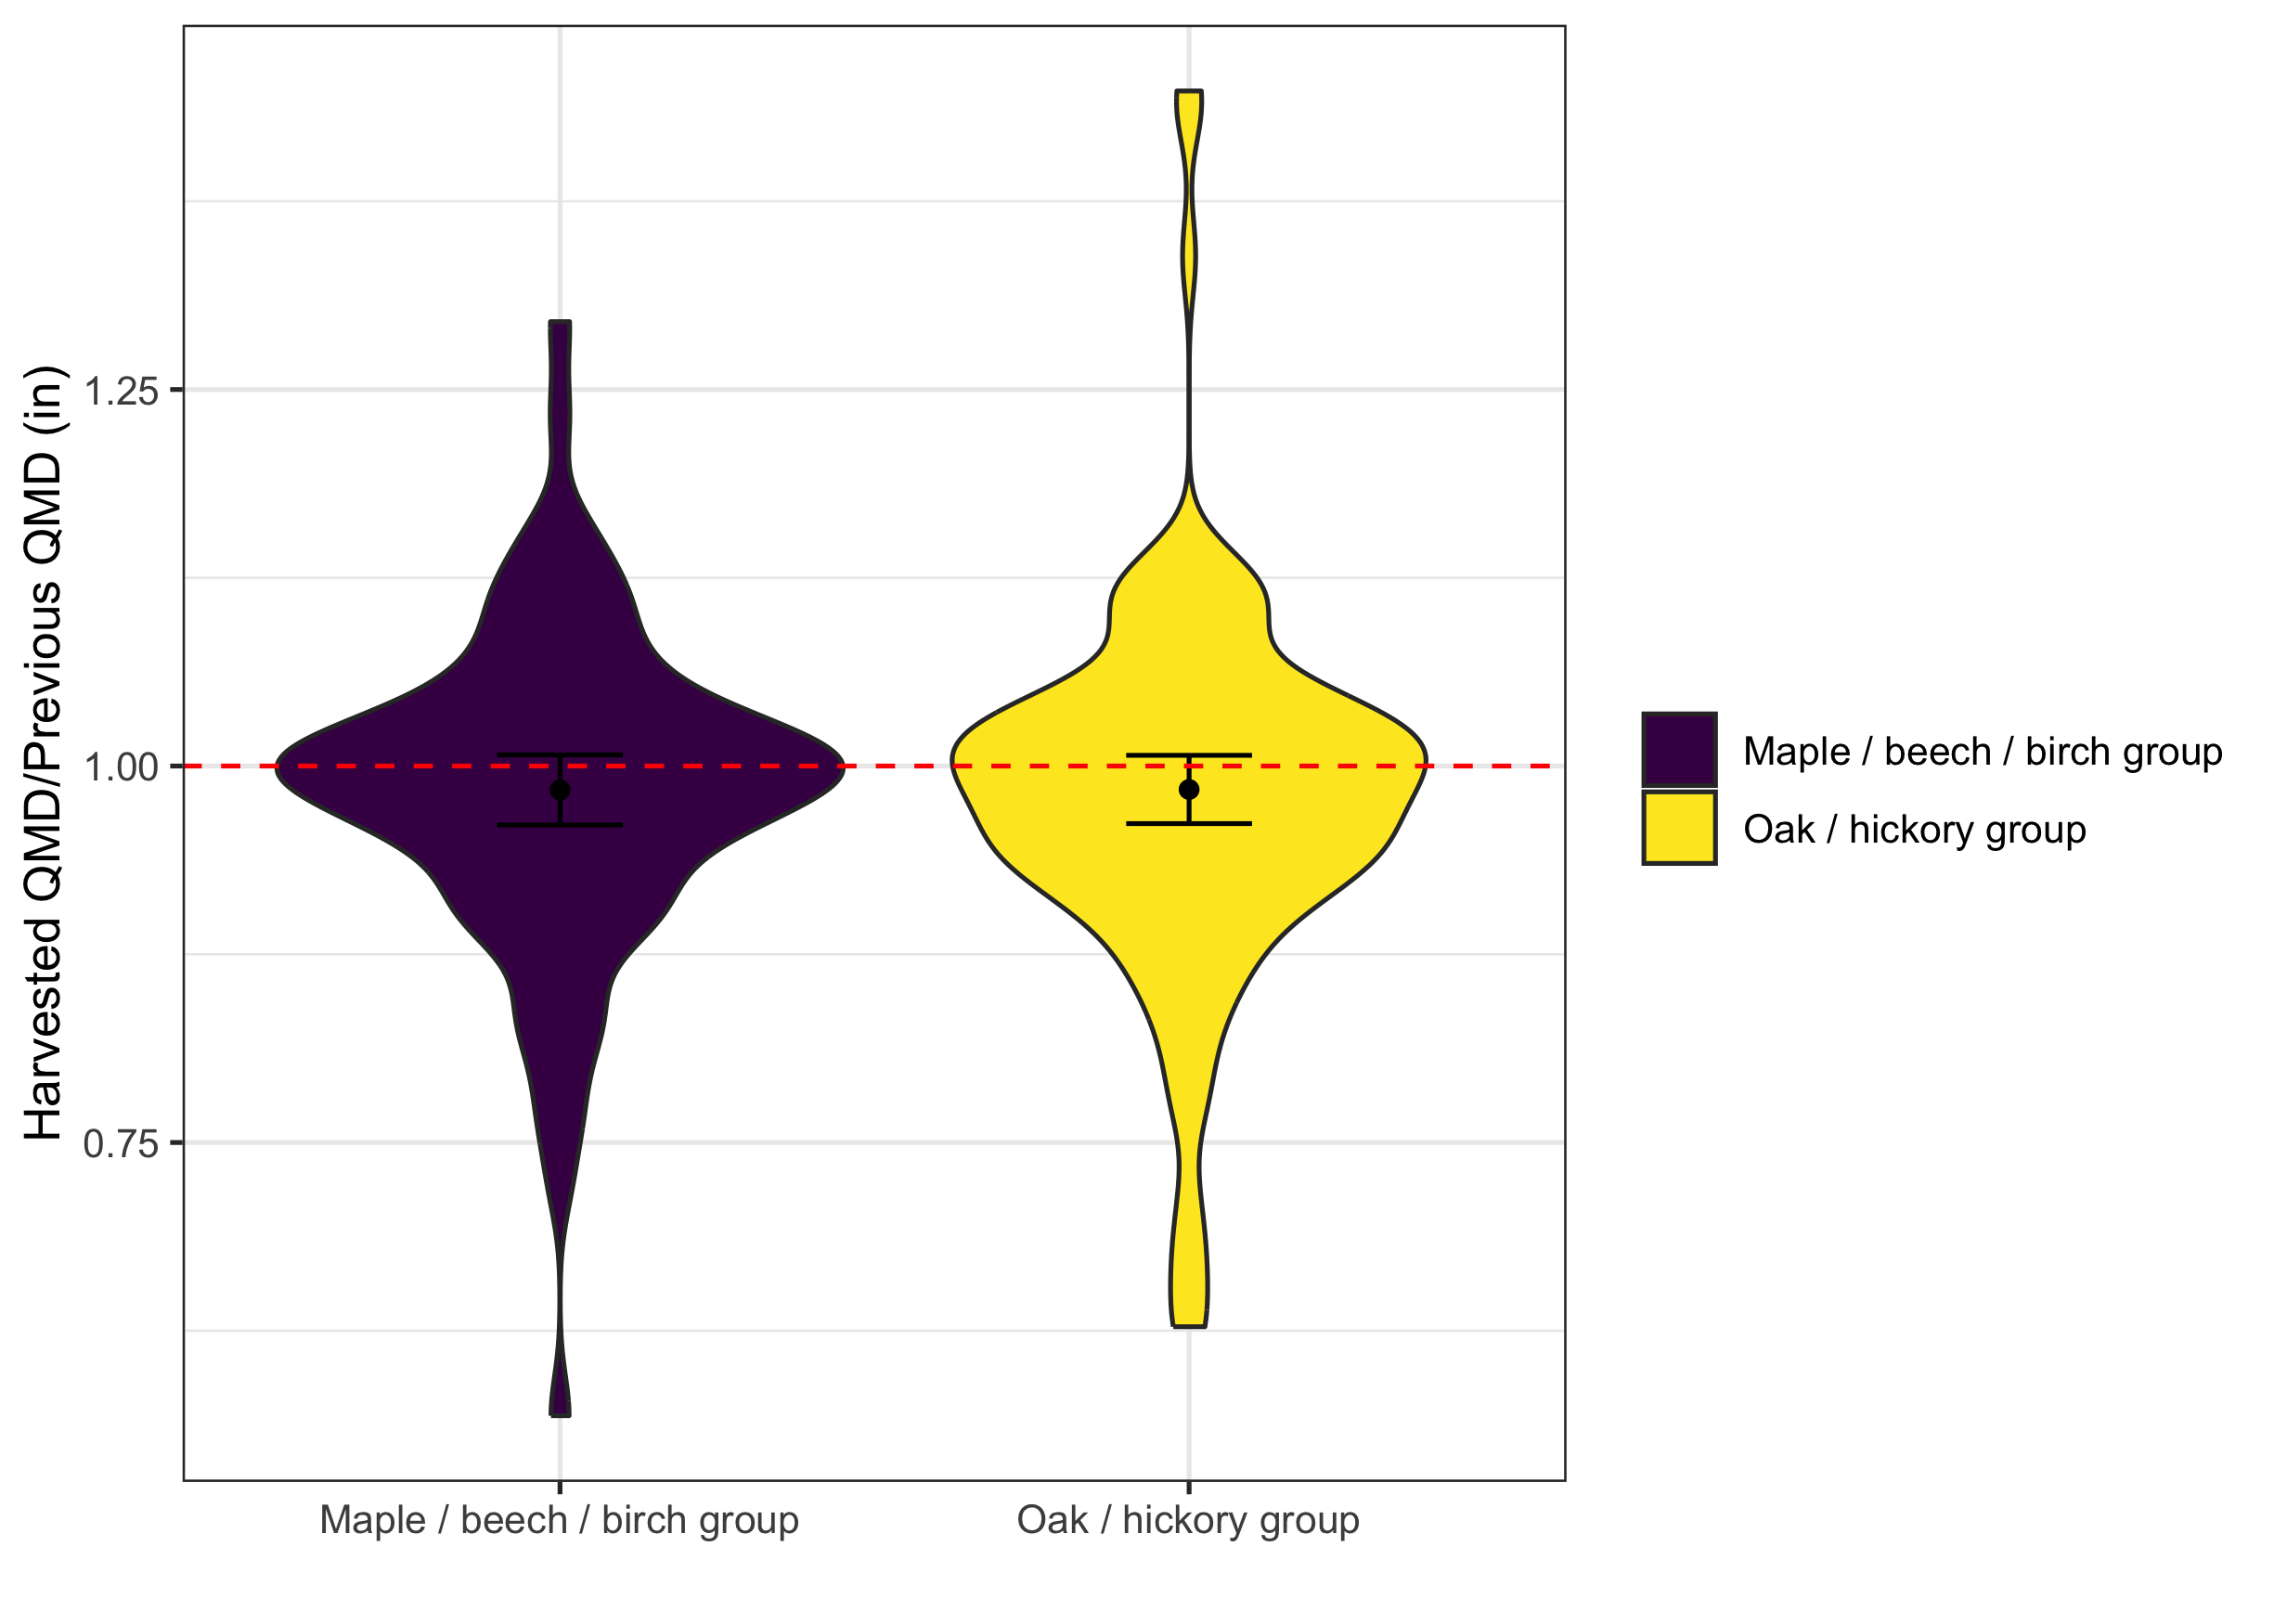 Harvested QMD/Previous QMD (in)
1.25
1.00
0.75
Maple / beech / birch group
Oak / hickory group
Maple / beech / birch group
Oak / hickory group